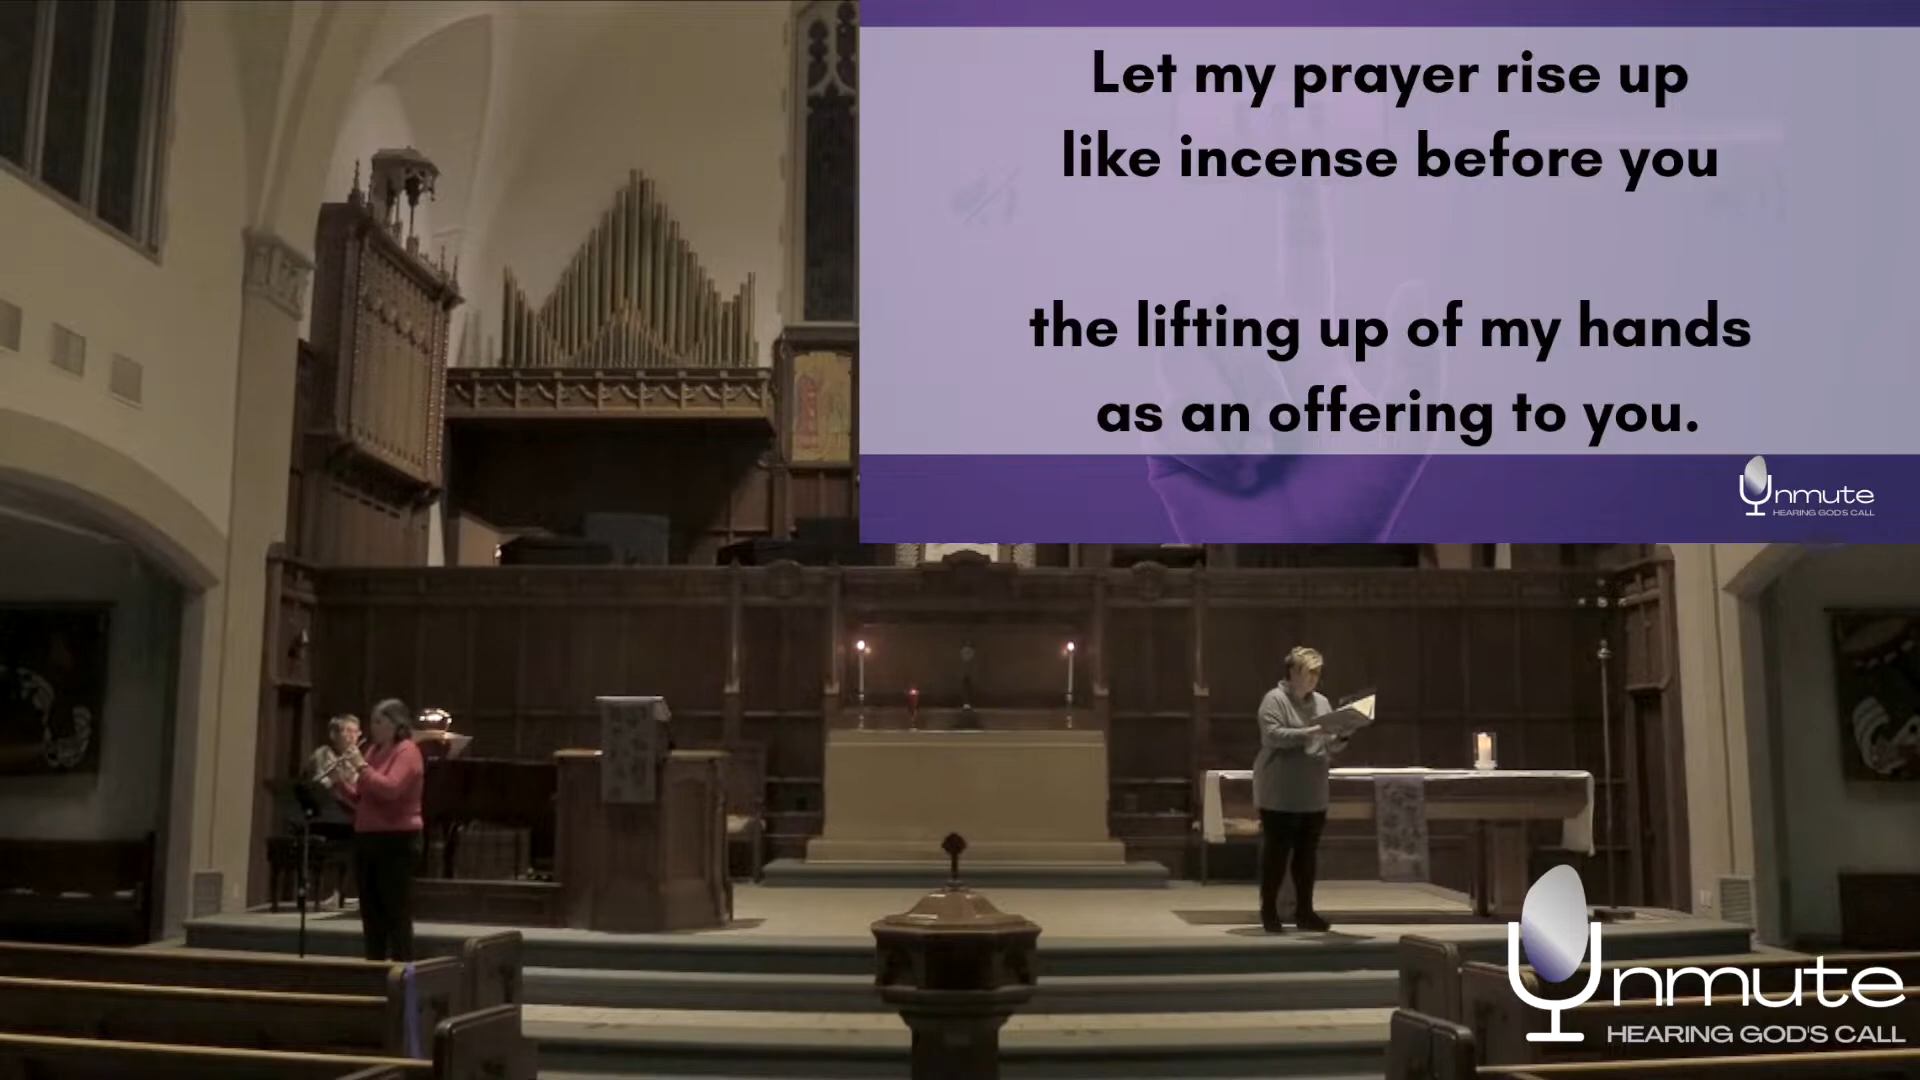 Let my prayer rise up
like incense before you
the lifting up of my hands
as an offering to you.
Unmute
HEARING GOD'S CALL
Unmute
HEARING GOD'S CALL